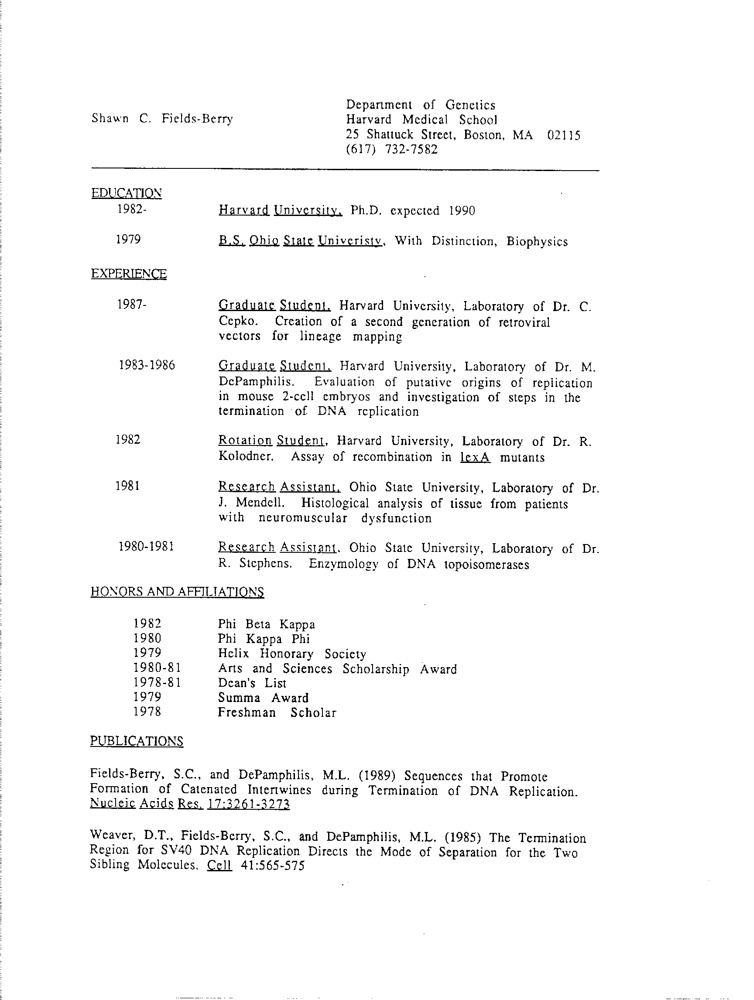 Department of Genetics
Shawn C. Fields-Berry Harvard Medical School
25 Shattuck Street, Boston, MA 02115
(617) 732-7582
EDUCATION
1982- Harvard University, Ph.D. expected 1990
1979 B.S. Ohio State Univeristy, With Distinction, Biophysics
EXPERIENCE
1987- Graduate Student, Harvard University, Laboratory of Dr. C.
Cepko. Creation of a second generation of retroviral
vectors for lineage mapping
1983-1986 Graduate Student, Harvard University, Laboratory of Dr. M.
DePamphilis. Evaluation of putative origins of replication
in mouse 2-cell embryos and investigation of steps in the
termination of DNA replication
1982 Rotation Student, Harvard University, Laboratory of Dr. R.
Kolodner. Assay of recombination in lexA mutants
1981 Research Assistant, Ohio State University, Laboratory of Dr.
J. Mendell. Histological analysis of tissue from patients
with neuromuscular dysfunction
1980-1981 Research Assistant, Ohio State University, Laboratory of Dr.
R. Stephens. Enzymology of DNA topoisomerases
HONORS AND AFFILIATIONS
1982 Phi Beta Kappa
1980 Phi Kappa Phi
1979 Helix Honorary Society
1980-81 Arts and Sciences Scholarship Award
1978-81 Dean's List
1979 Summa Award
1978 Freshman Scholar
PUBLICATIONS
Fields-Berry, S.C., and DePamphilis, M.L. (1989) Sequences that Promote
Formation of Catenated Intertwines during Termination of DNA Replication.
Nucleic Acids Res. 17:3261-3273
Weaver, D.T., Fields-Berry, S.C., and DePamphilis, M.L. (1985) The Termination
Region for SV40 DNA Replication Directs the Mode of Separation for the Two
Sibling Molecules. Cell 41:565-575